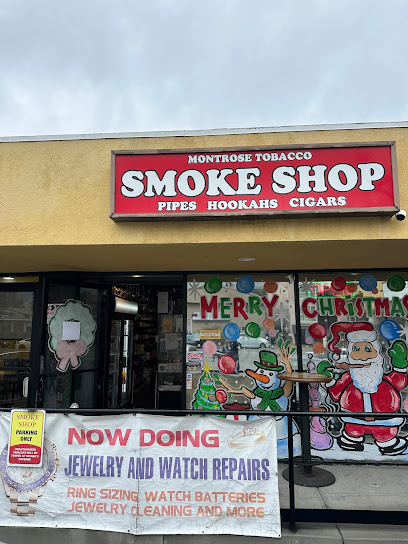 MONTROSE TOBACCO
SMOKE SHOP
PIPES HOOKAHS CIGARS
MERRY CHRISTMAS
SMOKE
SHOP
PARKING
ONLY
NOW DOING
JEWELRY AND WATCH REPAIRS
RING SIZING WATCH BATTERIES
JEWELRY CLEANING AND MORE